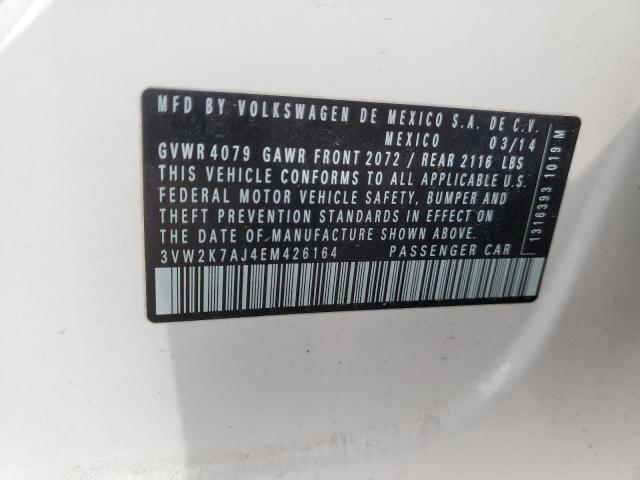 MFD BY VOLKSWAGEN DE MEXICO S.A. DE C.V.
MEXICO 03/14
GVWR 4079 GAWR FRONT 2072 / REAR 2116 LBS
THIS VEHICLE CONFORMS TO ALL APPLICABLE U.S.
FEDERAL MOTOR VEHICLE SAFETY, BUMPER AND
THEFT PREVENTION STANDARDS IN EFFECT ON
THE DATE OF MANUFACTURE SHOWN ABOVE.
3VW2K7AJ4EM426164 PASSENGER CAR
1316393 1019 M